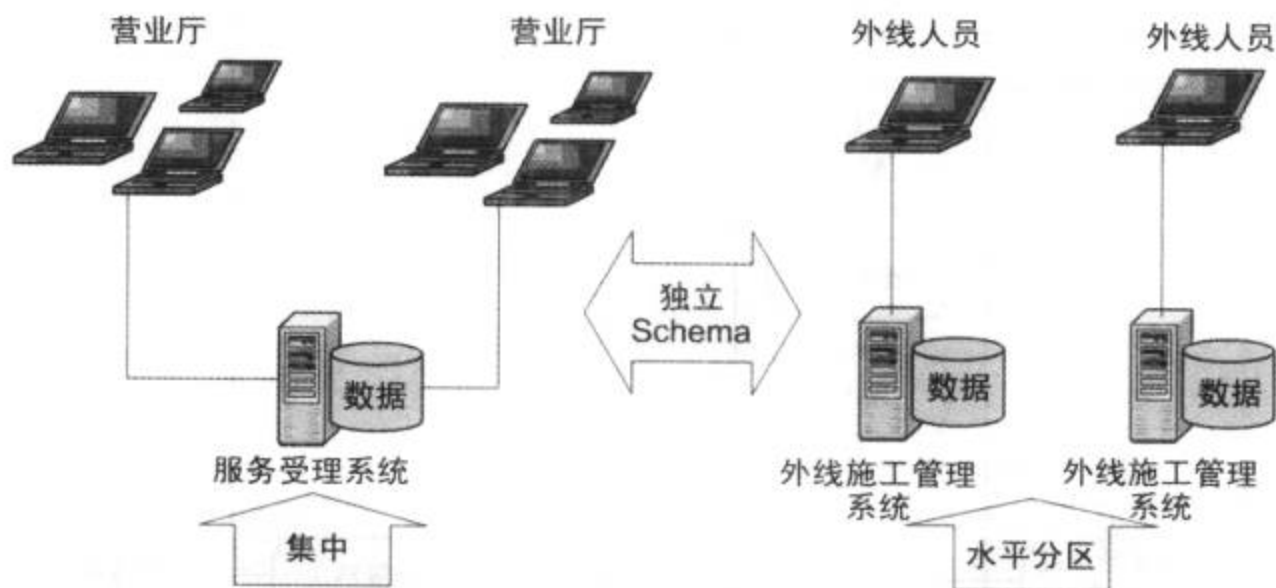 营业厅
营业厅
外线人员
外线人员
独立
Schema
数据
数据
数据
服务受理系统
外线施工管理
系统
外线施工管理
系统
集中
水平分区